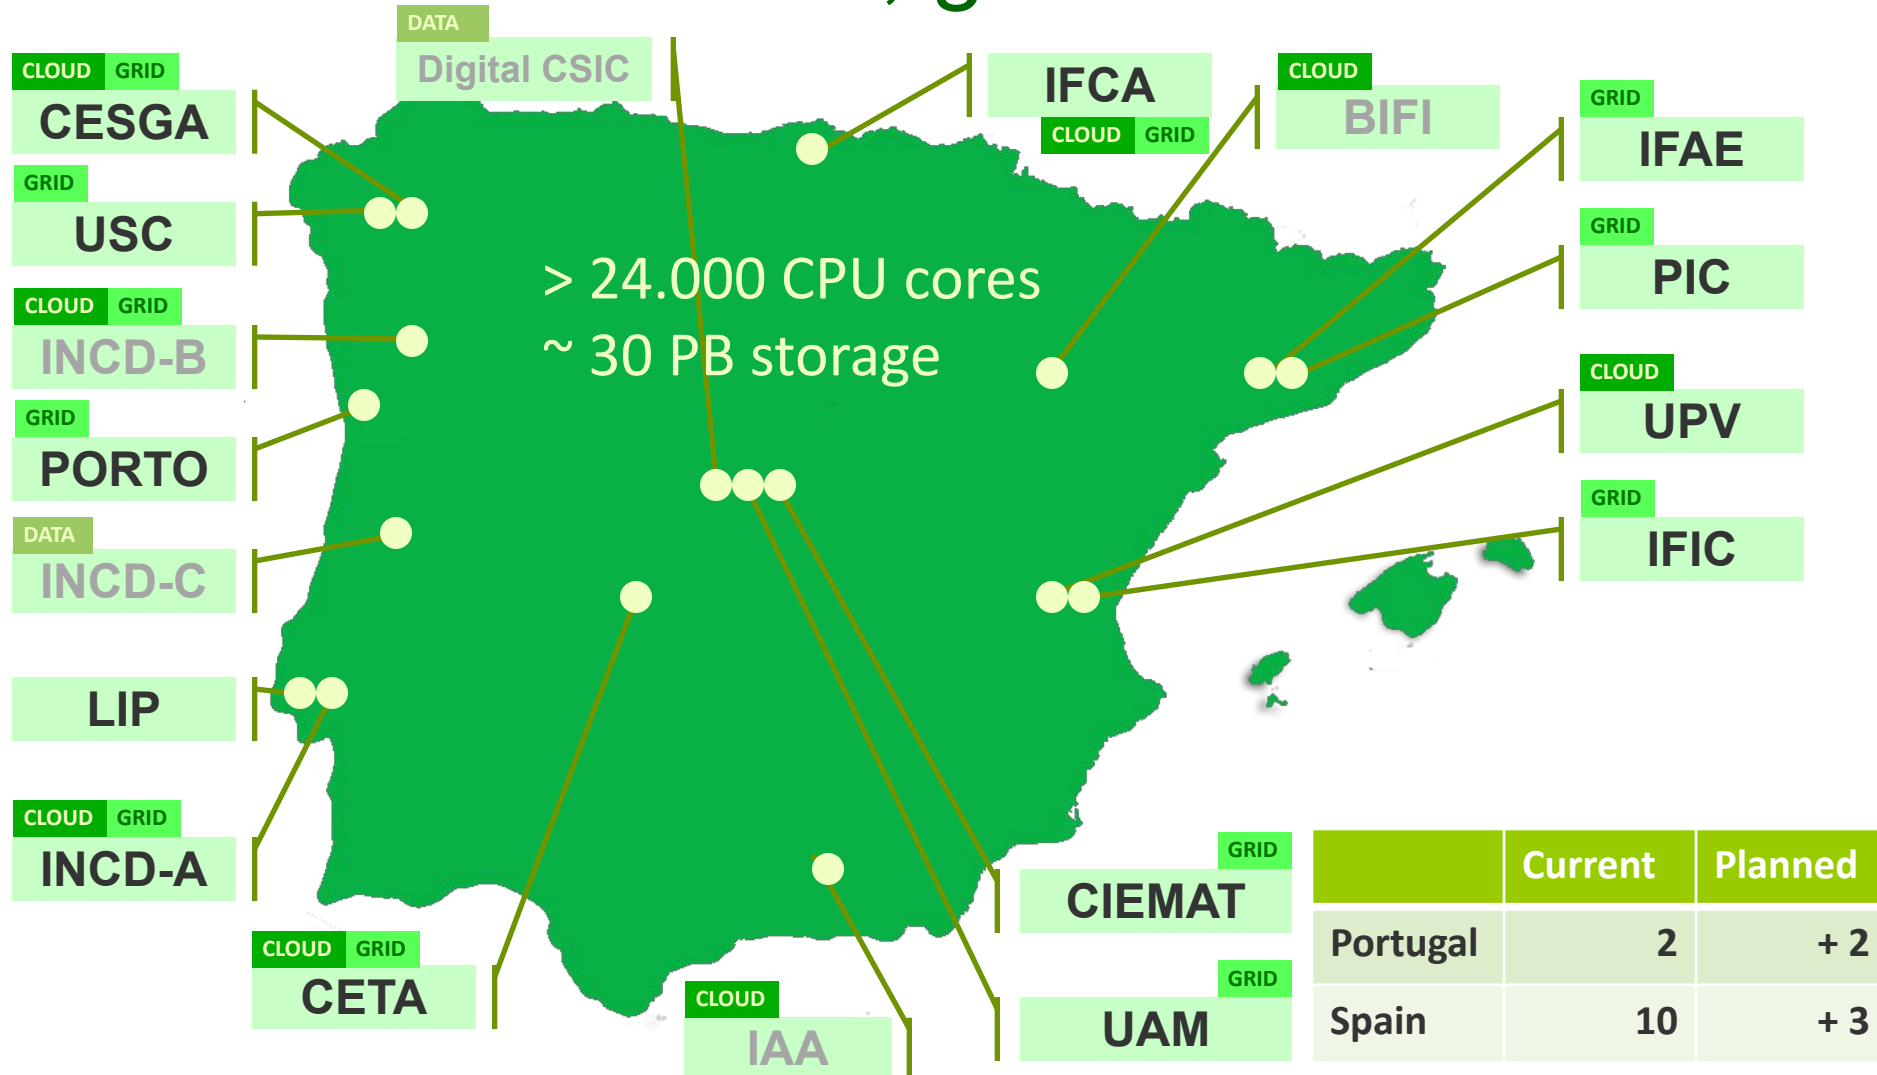 DATA
Digital CSIC
CLOUD GRID
CESGA
GRID
USC
CLOUD GRID
INCD-B
GRID
PORTO
DATA
INCD-C
LIP
CLOUD GRID
INCD-A
CLOUD GRID
CETA
CLOUD
IAA
> 24.000 CPU cores
~ 30 PB storage
IFCA
CLOUD GRID
CLOUD
BIFI
GRID
IFAE
GRID
PIC
CLOUD
UPV
GRID
IFIC
GRID
CIEMAT
GRID
UAM
Current Planned
Portugal 2 + 2
Spain 10 + 3